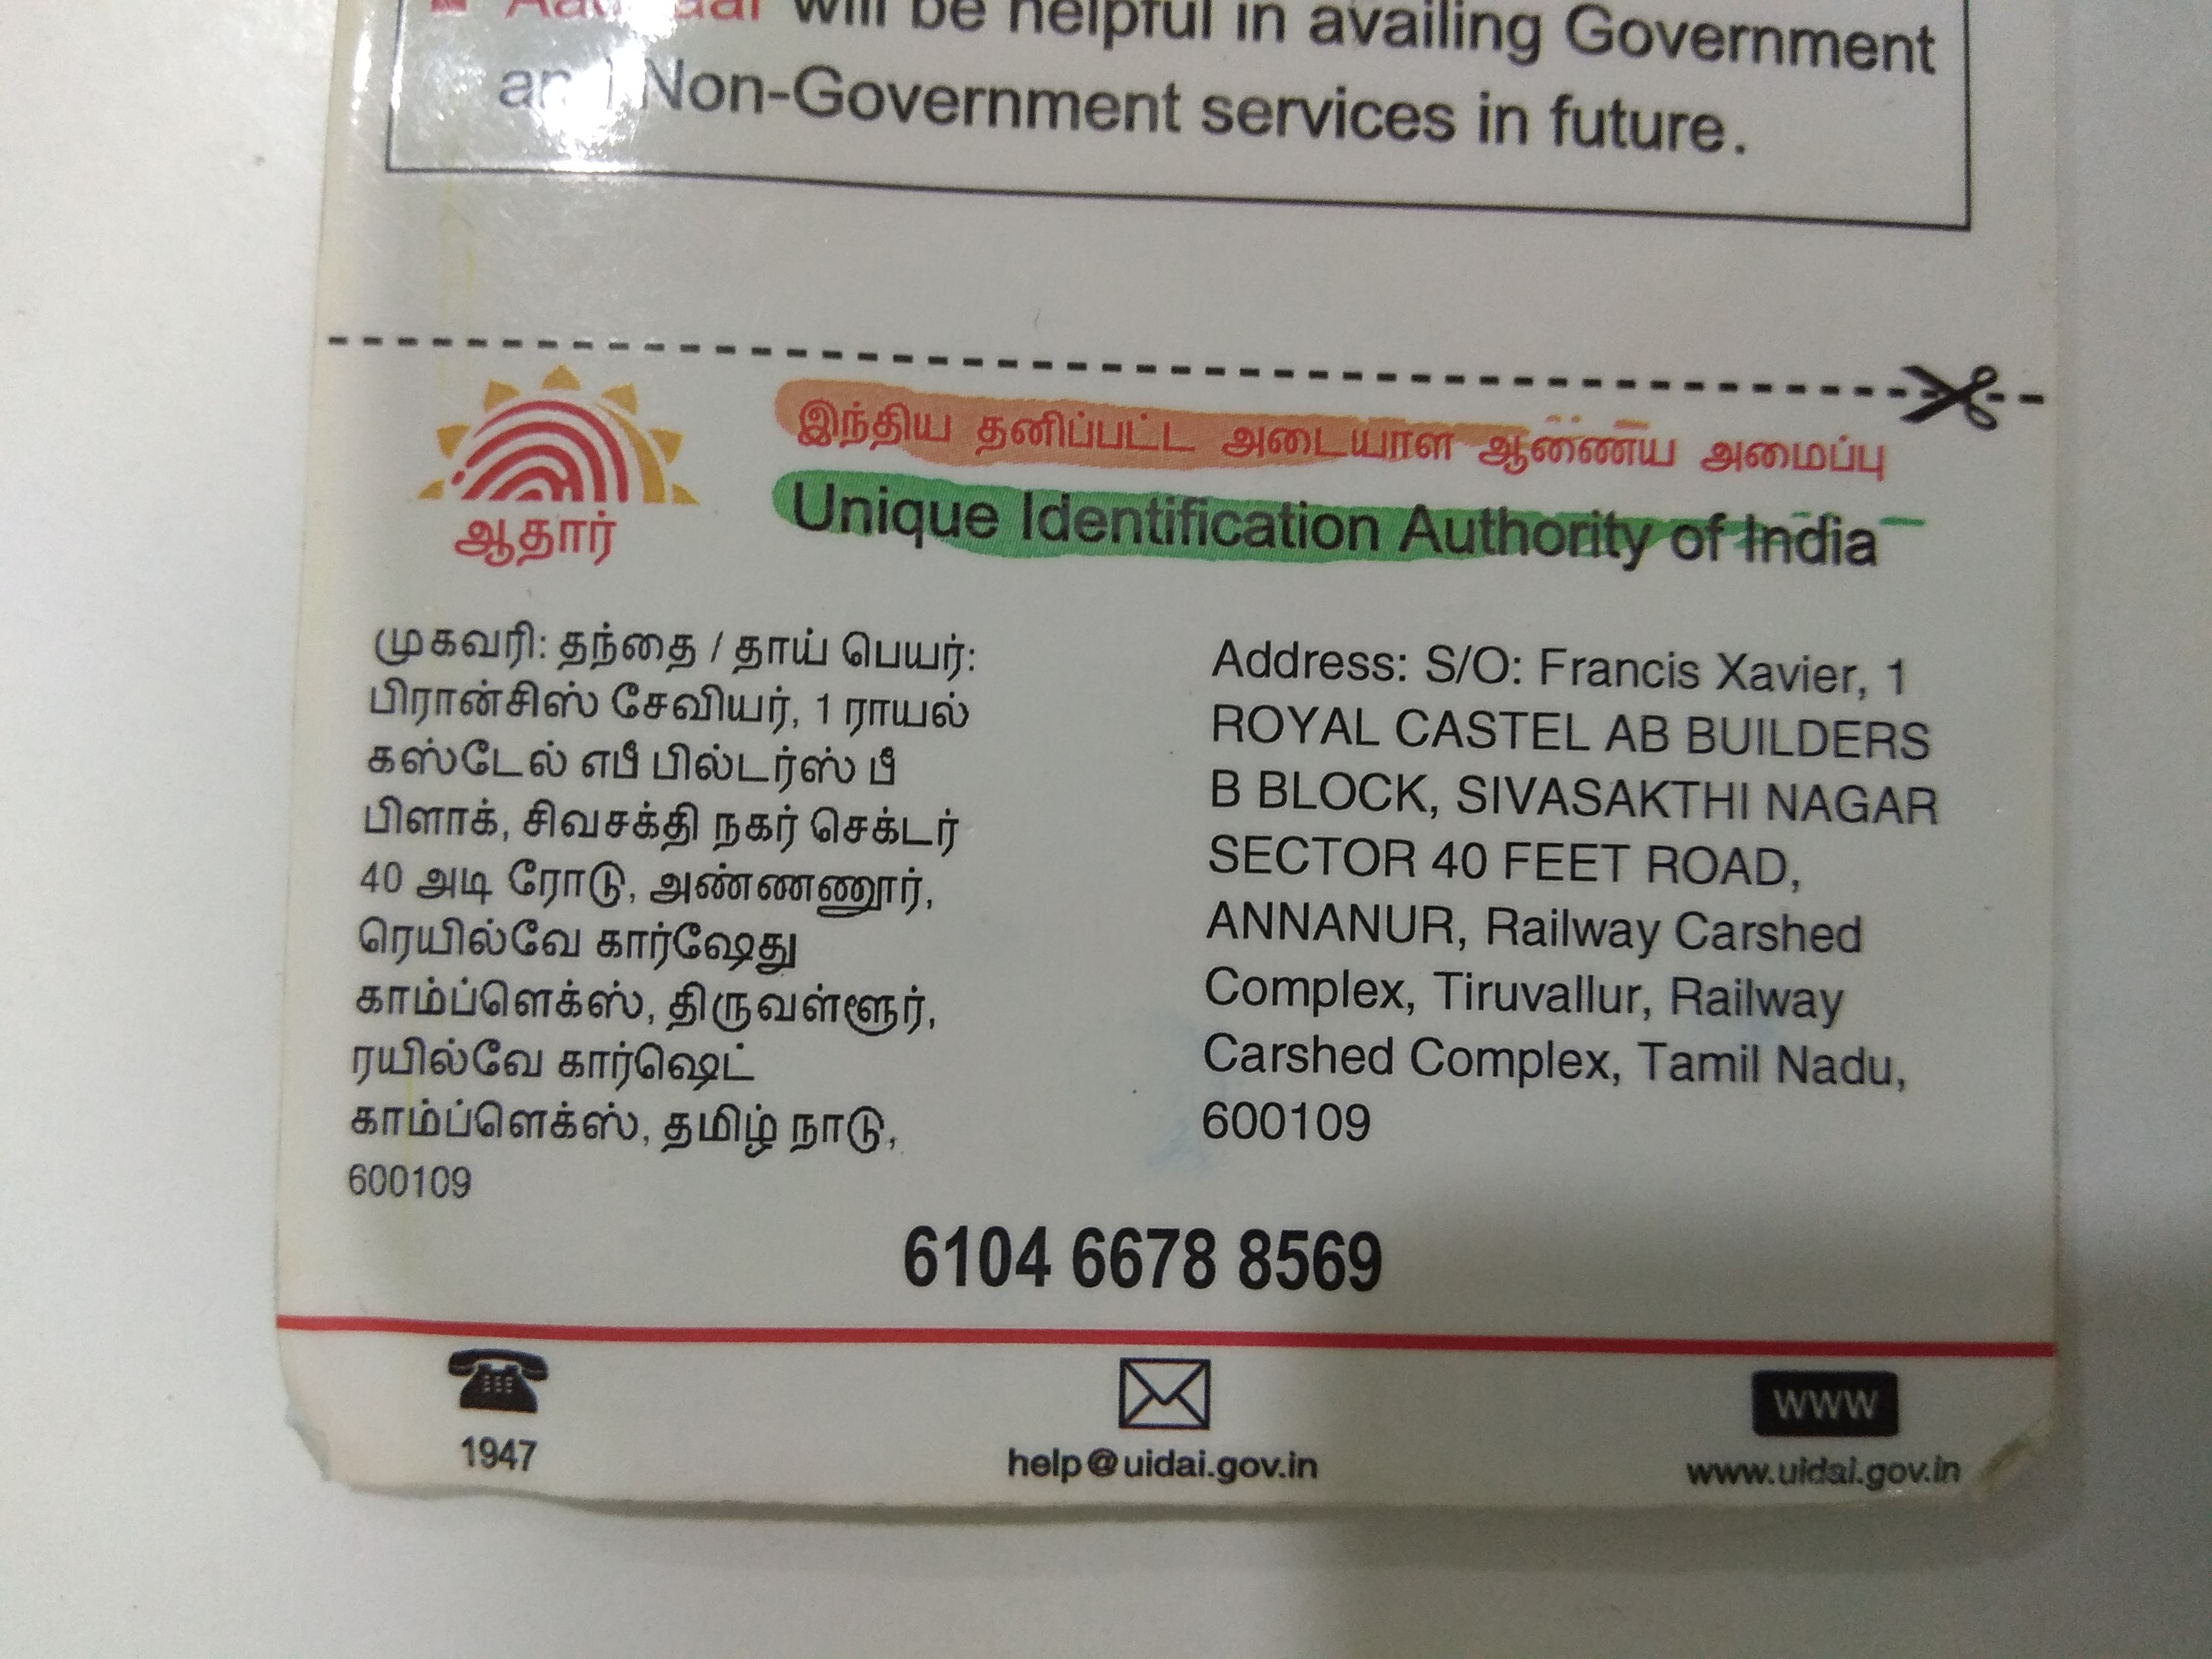 Aadhaar will be helpful in availing Government
and Non-Government services in future.
இந்திய தனிப்பட்ட அடையாள ஆணைய அமைப்பு
Unique Identification Authority of India
ஆதார்
முகவரி: தந்தை / தாய் பெயர்:
பிரான்சிஸ் சேவியர், 1 ராயல்
கஸ்டேல் எபீ பில்டர்ஸ் பீ
பிளாக், சிவசக்தி நகர் செக்டர்
40 அடி ரோடு, அண்ணணூர்,
ரெயில்வே கார்ஷேது
காம்ப்ளெக்ஸ், திருவள்ளூர்,
ரயில்வே கார்ஷெட்
காம்ப்ளெக்ஸ், தமிழ் நாடு,
600109
Address: S/O: Francis Xavier, 1
ROYAL CASTEL AB BUILDERS
B BLOCK, SIVASAKTHI NAGAR
SECTOR 40 FEET ROAD,
ANNANUR, Railway Carshed
Complex, Tiruvallur, Railway
Carshed Complex, Tamil Nadu,
600109
6104 6678 8569
1947
help@uidai.gov.in
WWW
www.uidai.gov.in